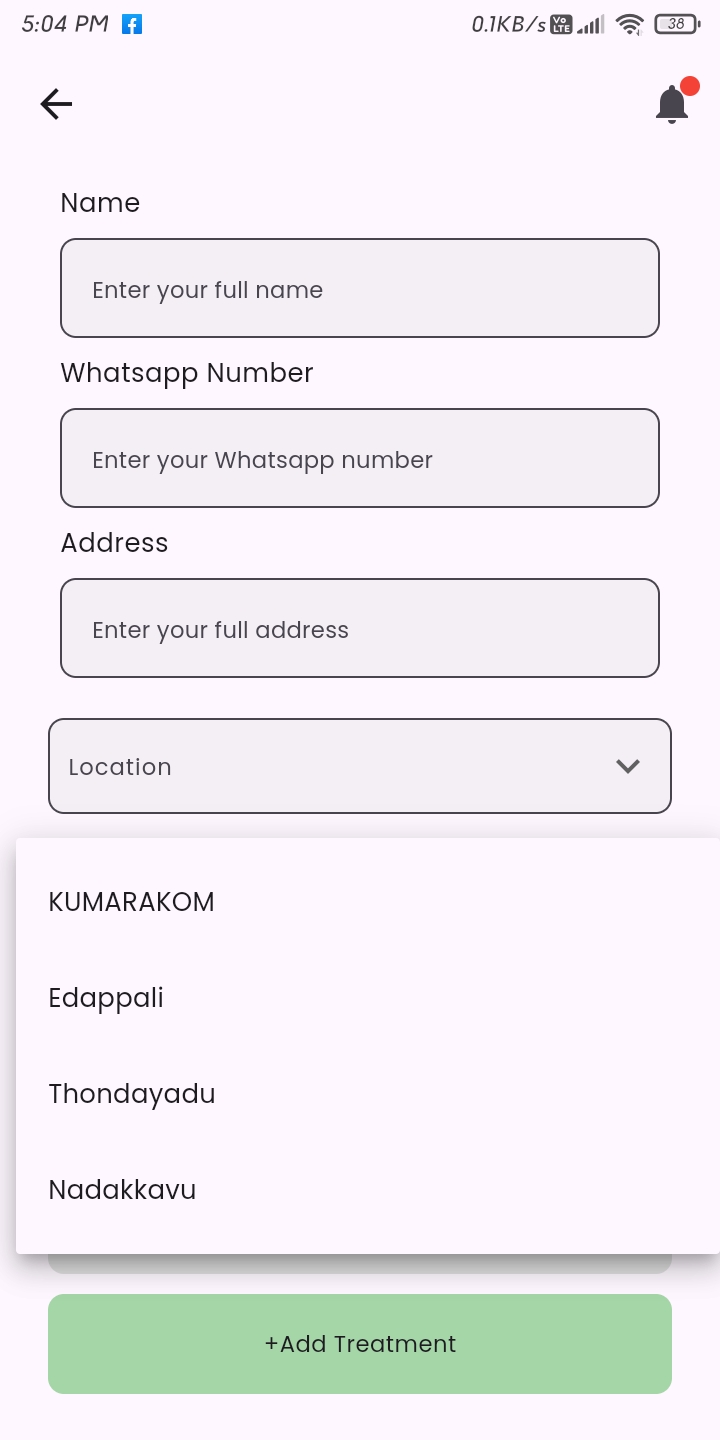 5:04 PM
0.1KB/s
Vo
LTE
38
Name
Enter your full name
Whatsapp Number
Enter your Whatsapp number
Address
Enter your full address
Location
KUMARAKOM
Edappali
Thondayadu
Nadakkavu
+Add Treatment